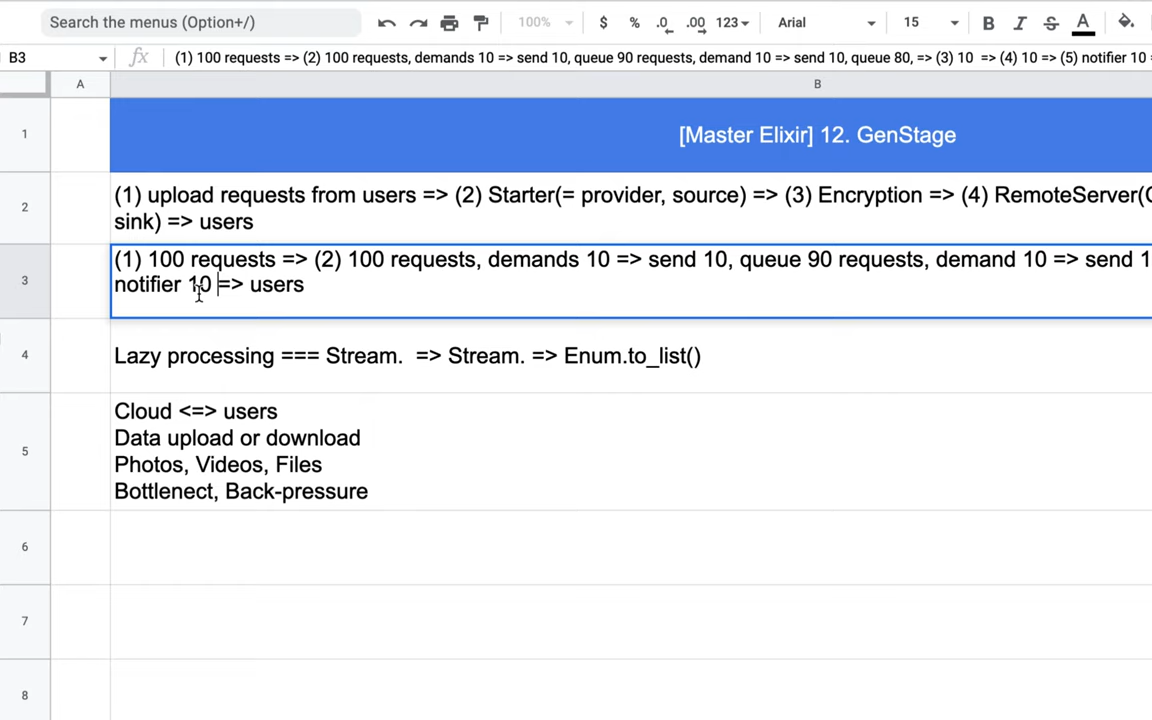 Search the menus (Option+/)
100%
$ % .0 .00 123
Arial
15
B I S A
B3
fx
(1) 100 requests => (2) 100 requests, demands 10 => send 10, queue 90 requests, demand 10 => send 10, queue 80, => (3) 10 => (4) 10 => (5) notifier 10
A
B
1
[Master Elixir] 12. GenStage
2
(1) upload requests from users => (2) Starter(= provider, source) => (3) Encryption => (4) RemoteServer(
sink) => users
3
(1) 100 requests => (2) 100 requests, demands 10 => send 10, queue 90 requests, demand 10 => send 1
notifier 10 => users
4
Lazy processing === Stream. => Stream. => Enum.to_list()
5
Cloud <=> users
Data upload or download
Photos, Videos, Files
Bottlenect, Back-pressure
6
7
8